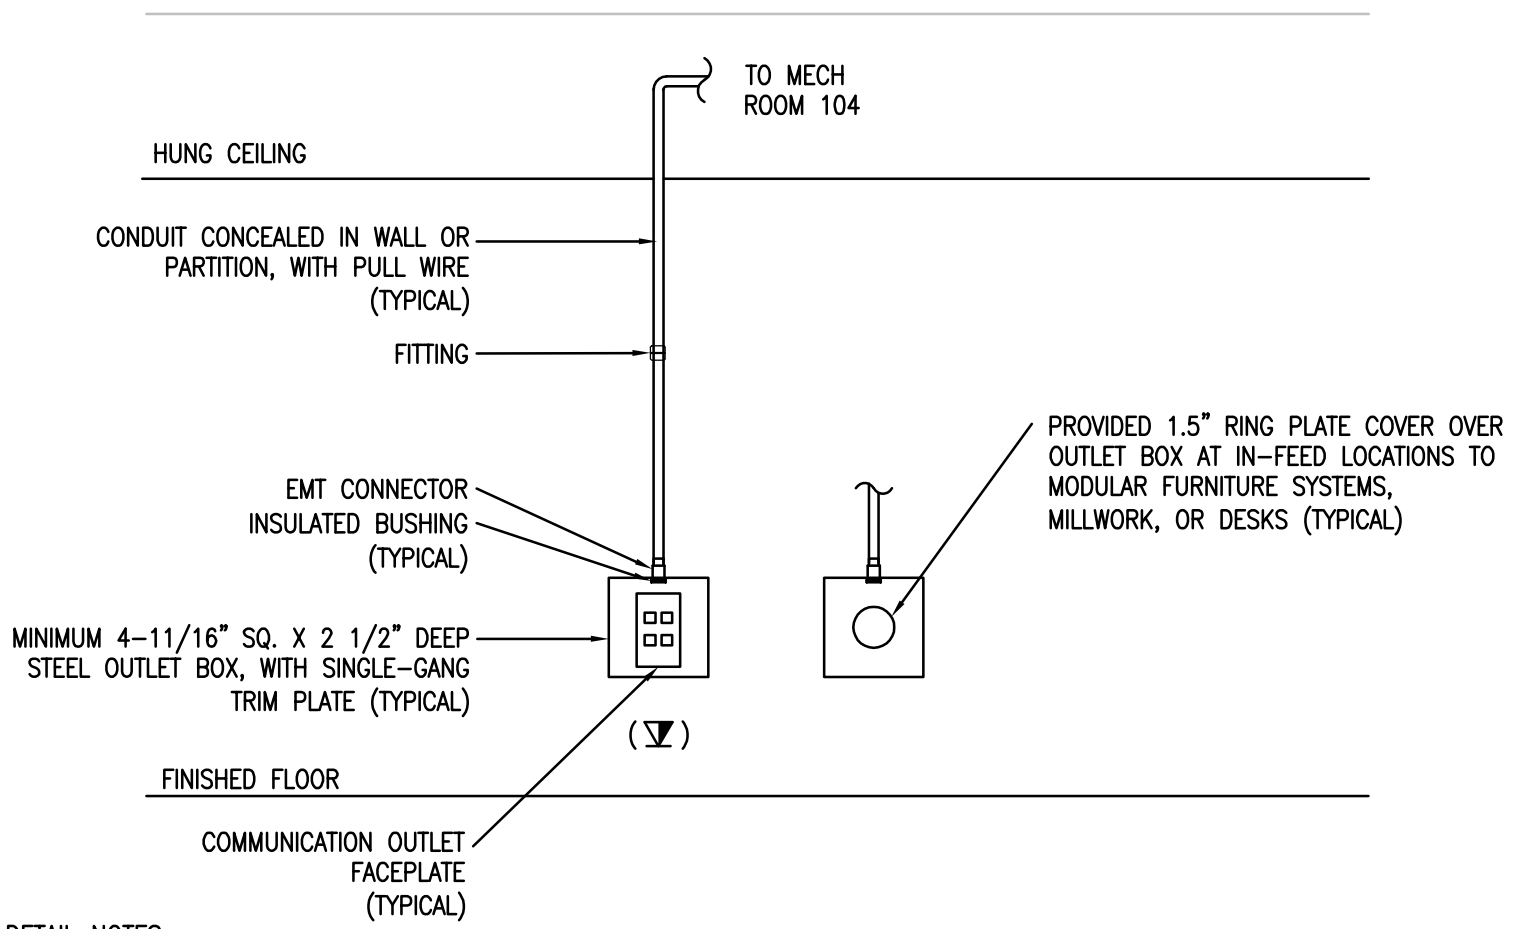 TO MECH
ROOM 104
HUNG CEILING
CONDUIT CONCEALED IN WALL OR
PARTITION, WITH PULL WIRE
(TYPICAL)
FITTING
PROVIDED 1.5" RING PLATE COVER OVER
OUTLET BOX AT IN-FEED LOCATIONS TO
MODULAR FURNITURE SYSTEMS,
MILLWORK, OR DESKS (TYPICAL)
EMT CONNECTOR
INSULATED BUSHING
(TYPICAL)
MINIMUM 4-11/16" SQ. X 2 1/2" DEEP
STEEL OUTLET BOX, WITH SINGLE-GANG
TRIM PLATE (TYPICAL)
FINISHED FLOOR
COMMUNICATION OUTLET
FACEPLATE
(TYPICAL)
DETAIL NOTES